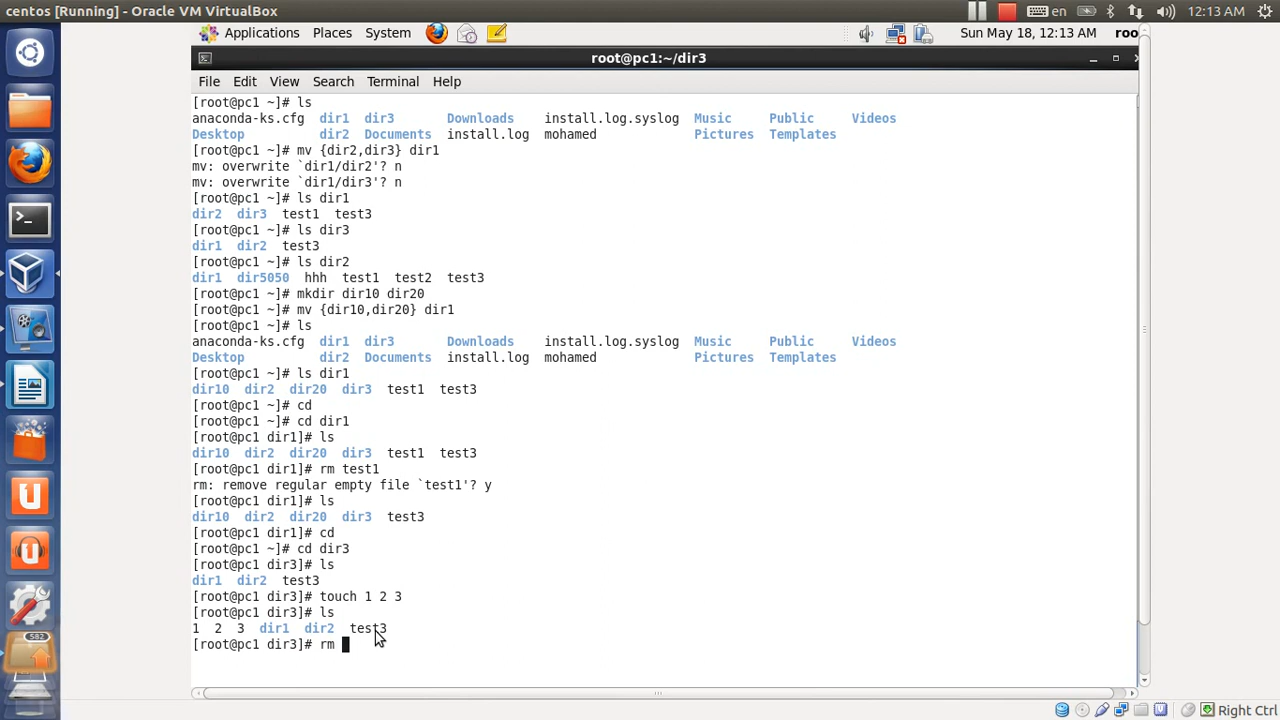 centos [Running] - Oracle VM VirtualBox en 12:13 AM
Applications Places System Sun May 18, 12:13 AM roo
root@pc1:~/dir3
File Edit View Search Terminal Help
[root@pc1 ~]# ls
anaconda-ks.cfg dir1 dir3 Downloads install.log.syslog Music Public Videos
Desktop dir2 Documents install.log mohamed Pictures Templates
[root@pc1 ~]# mv {dir2,dir3} dir1
mv: overwrite `dir1/dir2'? n
mv: overwrite `dir1/dir3'? n
[root@pc1 ~]# ls dir1
dir2 dir3 test1 test3
[root@pc1 ~]# ls dir3
dir1 dir2 test3
[root@pc1 ~]# ls dir2
dir1 dir5050 hhh test1 test2 test3
[root@pc1 ~]# mkdir dir10 dir20
[root@pc1 ~]# mv {dir10,dir20} dir1
[root@pc1 ~]# ls
anaconda-ks.cfg dir1 dir3 Downloads install.log.syslog Music Public Videos
Desktop dir2 Documents install.log mohamed Pictures Templates
[root@pc1 ~]# ls dir1
dir10 dir2 dir20 dir3 test1 test3
[root@pc1 ~]# cd
[root@pc1 ~]# cd dir1
[root@pc1 dir1]# ls
dir10 dir2 dir20 dir3 test1 test3
[root@pc1 dir1]# rm test1
rm: remove regular empty file `test1'? y
[root@pc1 dir1]# ls
dir10 dir2 dir20 dir3 test3
[root@pc1 dir1]# cd
[root@pc1 ~]# cd dir3
[root@pc1 dir3]# ls
dir1 dir2 test3
[root@pc1 dir3]# touch 1 2 3
[root@pc1 dir3]# ls
1 2 3 dir1 dir2 test3
[root@pc1 dir3]# rm
582
Right Ctrl